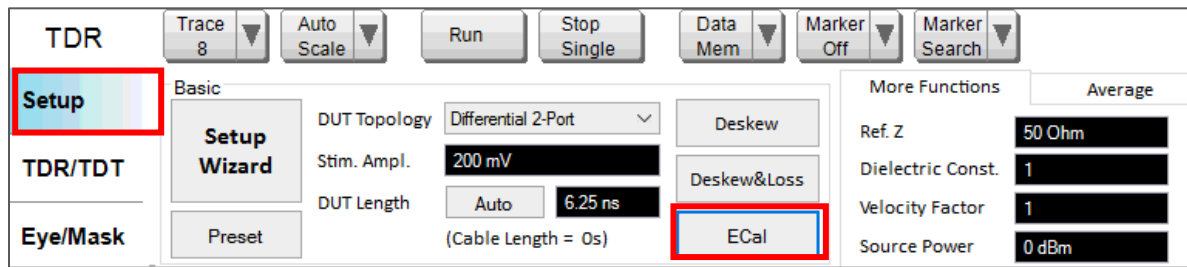 TDR
Trace 8
Auto Scale
Run
Stop Single
Data Mem
Marker Off
Marker Search
Setup
TDR/TDT
Eye/Mask
Basic
Setup Wizard
Preset
DUT Topology
Differential 2-Port
Stim. Ampl.
200 mV
DUT Length
Auto
6.25 ns
(Cable Length = 0s)
Deskew
Deskew&Loss
ECal
More Functions
Average
Ref. Z
50 Ohm
Dielectric Const.
1
Velocity Factor
1
Source Power
0 dBm